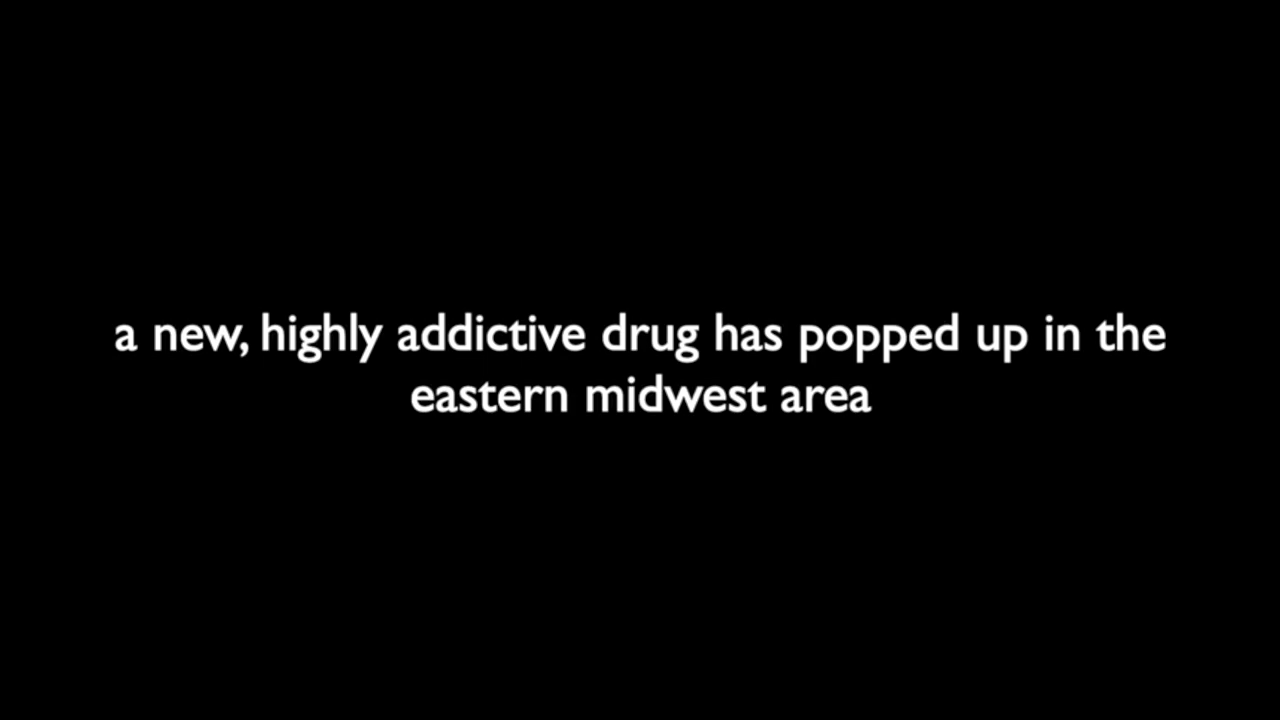 a new, highly addictive drug has popped up in the
eastern midwest area